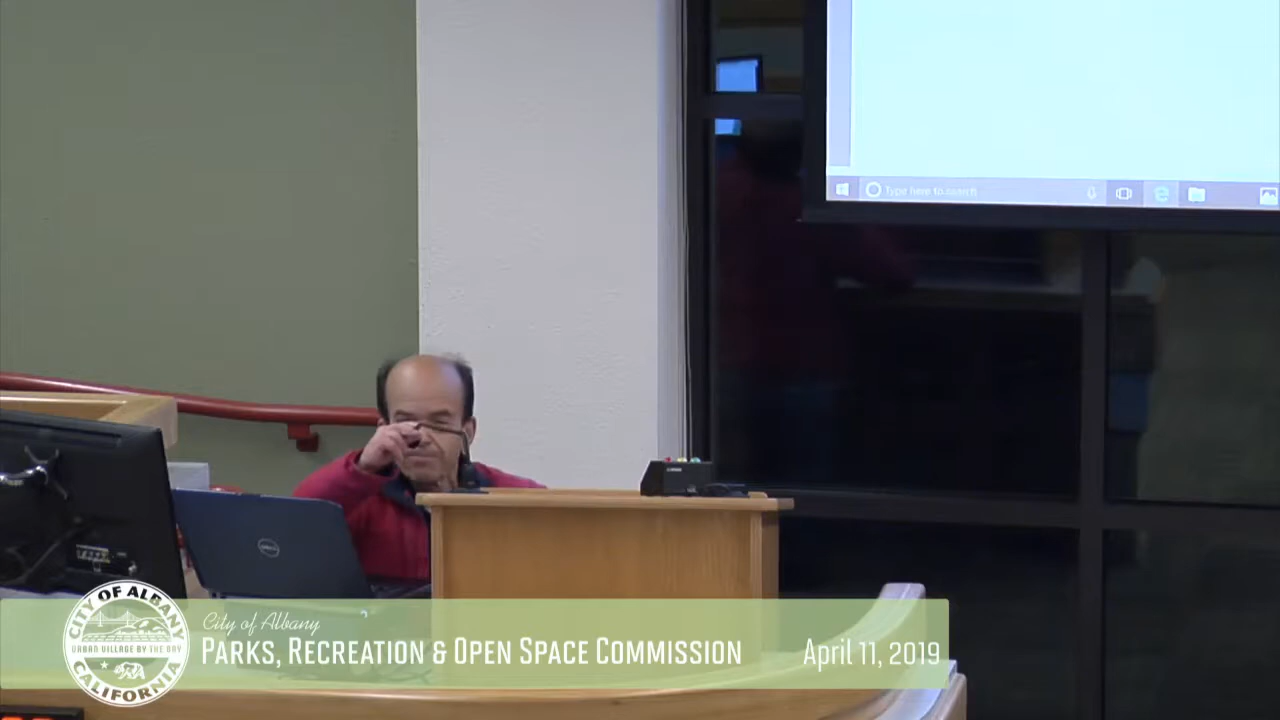 Type here to search
DELL
CITY OF ALBANY
URBAN VILLAGE BY THE BAY
CALIFORNIA
City of Albany
PARKS, RECREATION & OPEN SPACE COMMISSION
April 11, 2019